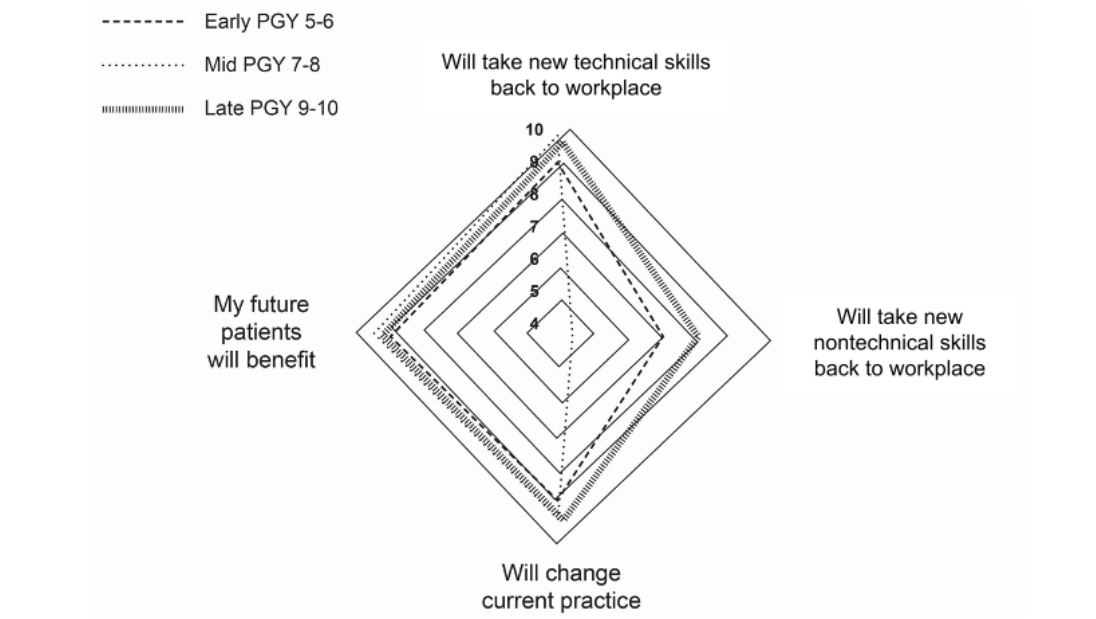 Early PGY 5-6
Mid PGY 7-8
Late PGY 9-10
Will take new technical skills
back to workplace
10
9
8
7
6
5
4
My future
patients
will benefit
Will take new
nontechnical skills
back to workplace
Will change
current practice